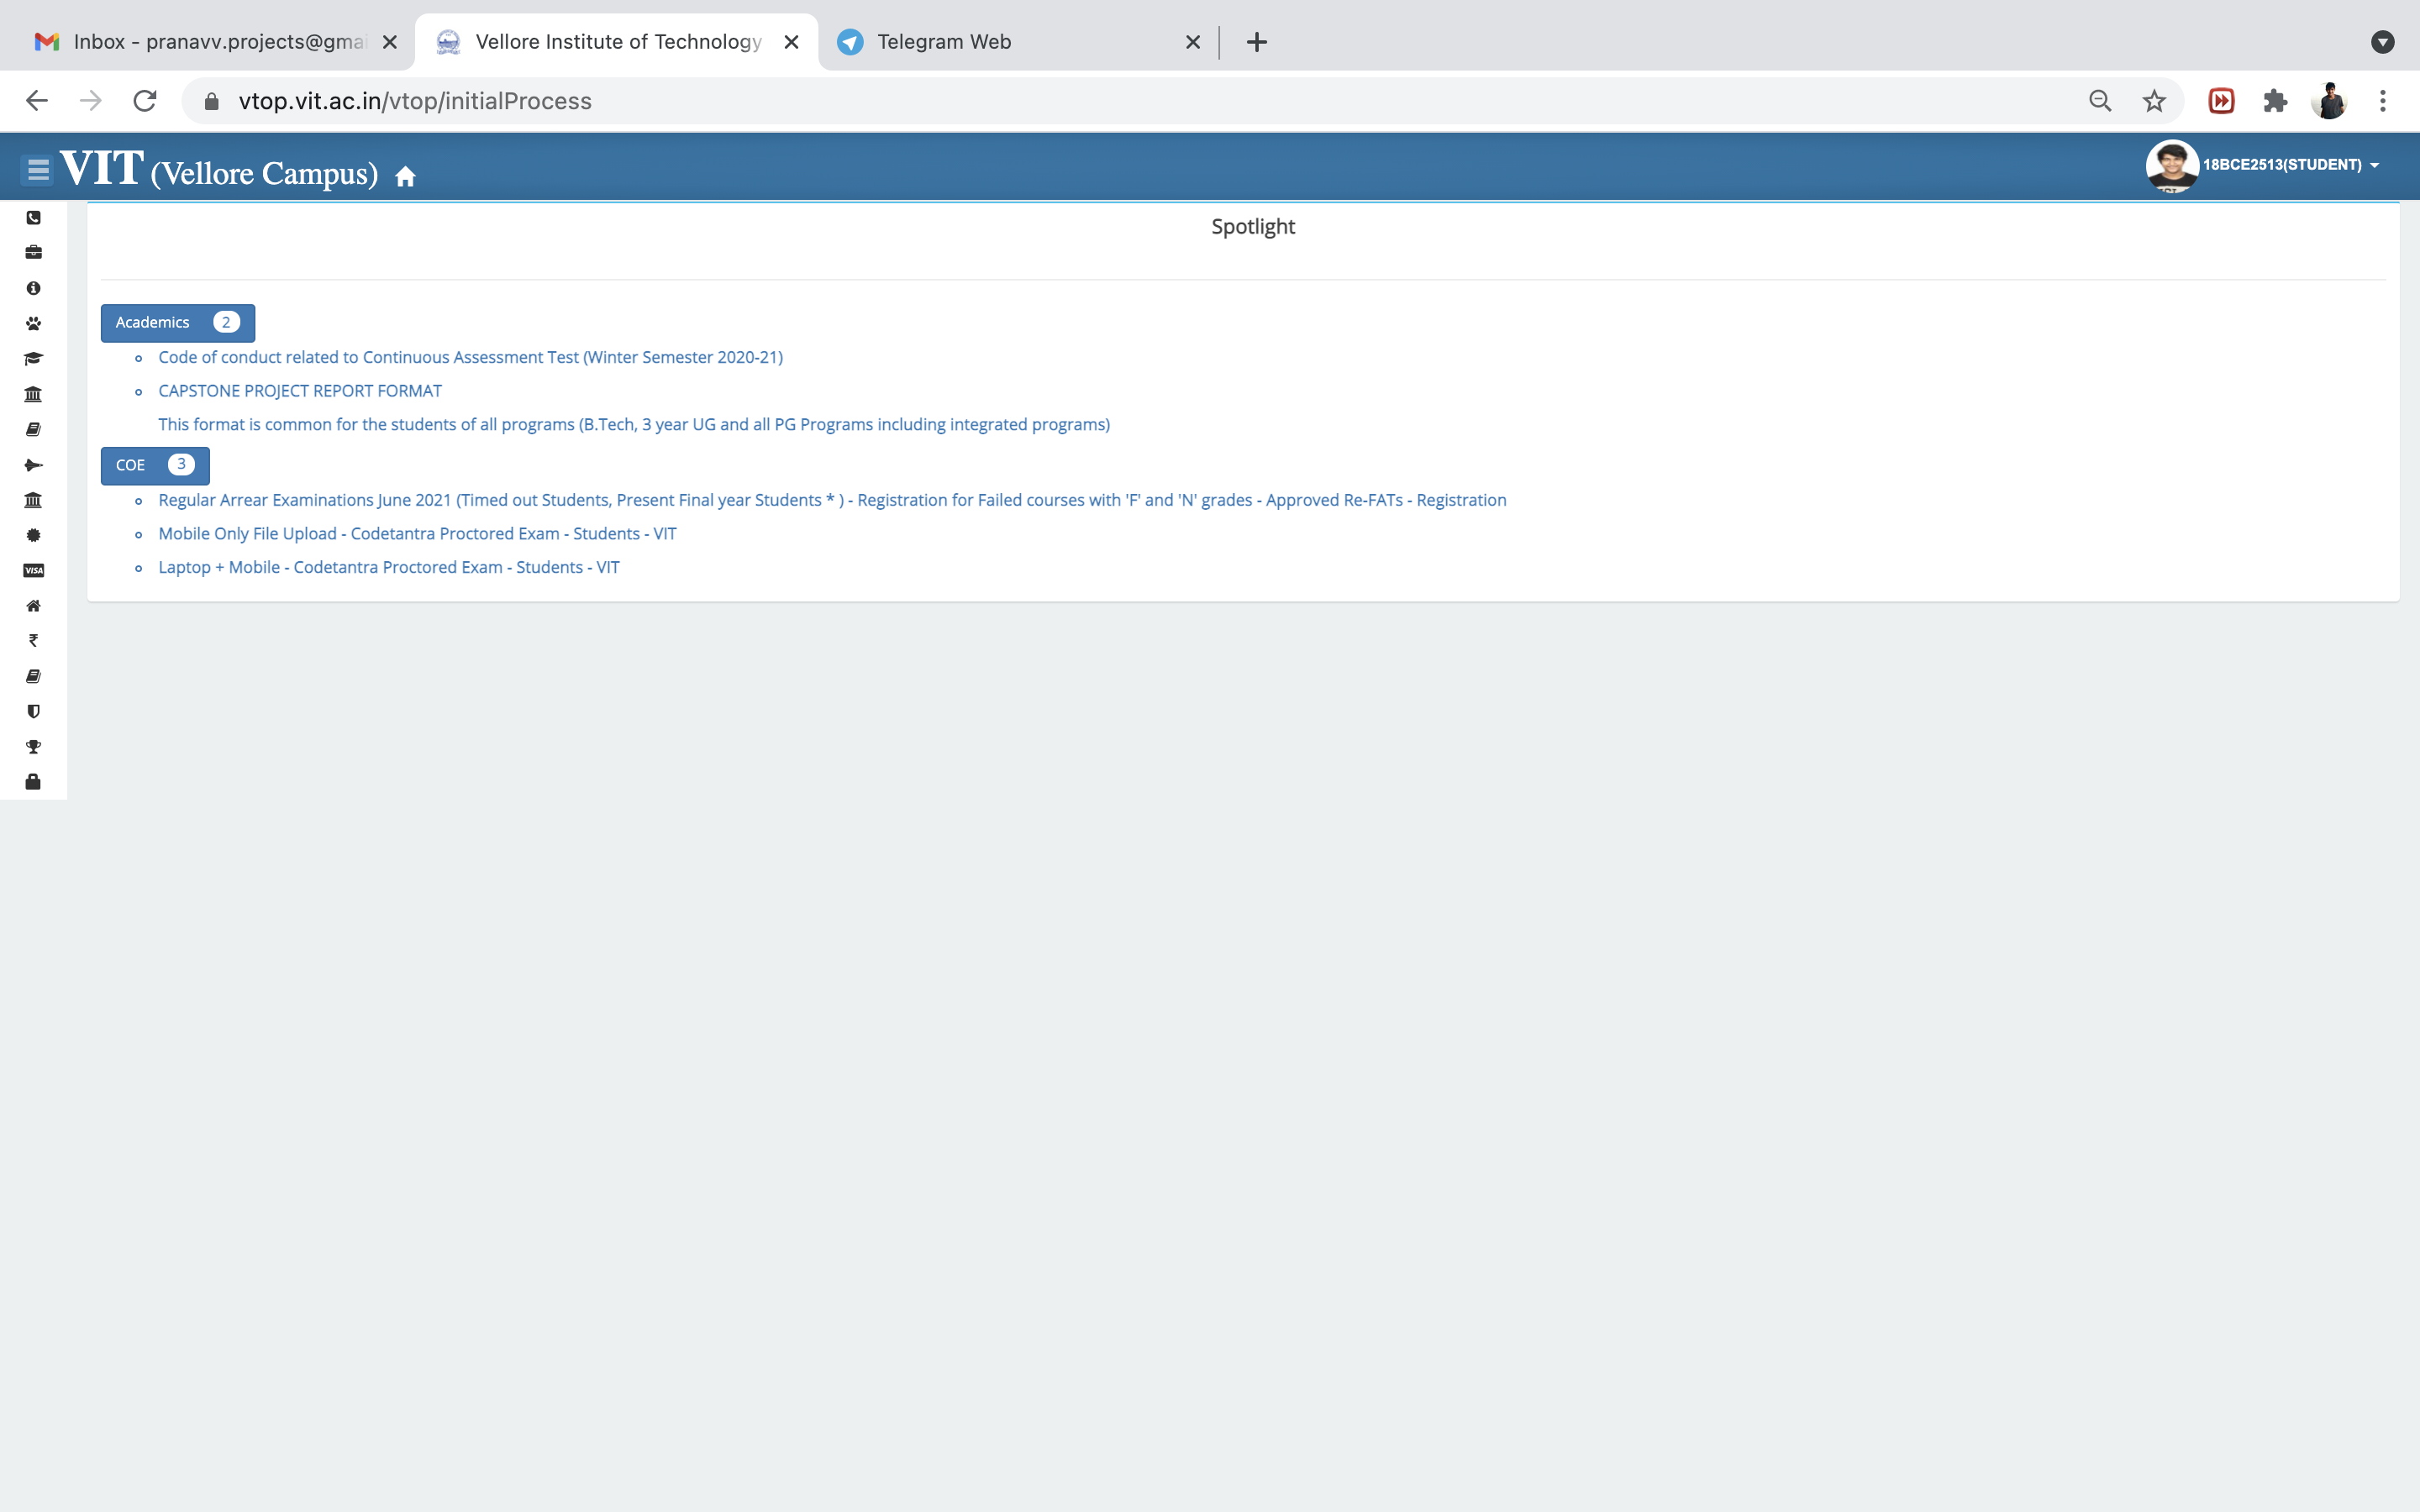 Inbox - pranavv.projects@gmai
Vellore Institute of Technology
Telegram Web
vtop.vit.ac.in/vtop/initialProcess
VIT (Vellore Campus)
18BCE2513(STUDENT)
Spotlight
Academics 2
Code of conduct related to Continuous Assessment Test (Winter Semester 2020-21)
CAPSTONE PROJECT REPORT FORMAT
This format is common for the students of all programs (B.Tech, 3 year UG and all PG Programs including integrated programs)
COE 3
Regular Arrear Examinations June 2021 (Timed out Students, Present Final year Students * ) - Registration for Failed courses with 'F' and 'N' grades - Approved Re-FATs - Registration
Mobile Only File Upload - Codetantra Proctored Exam - Students - VIT
Laptop + Mobile - Codetantra Proctored Exam - Students - VIT
VISA